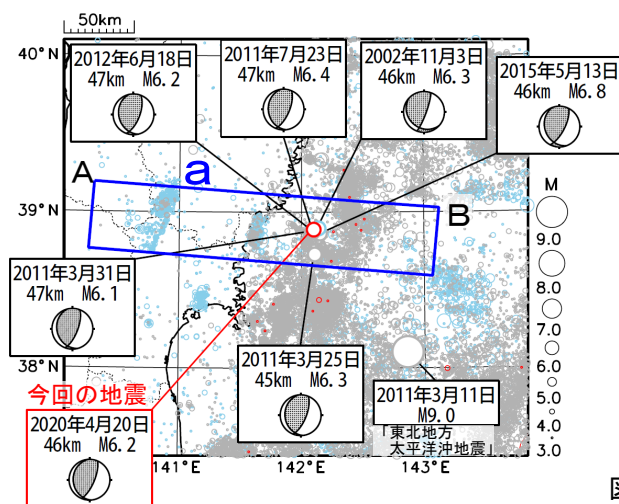 50km
40°N
39°N
38°N
2012年6月18日
47km M6.2
2011年7月23日
47km M6.4
2002年11月3日
46km M6.3
2015年5月13日
46km M6.8
A
a
B
2011年3月31日
47km M6.1
2011年3月25日
45km M6.3
2011年3月11日
M9.0
「東北地方
太平洋沖地震」
今回の地震
2020年4月20日
46km M6.2
141°E
142°E
143°E
M
9.0
8.0
7.0
6.0
5.0
4.0
3.0
図